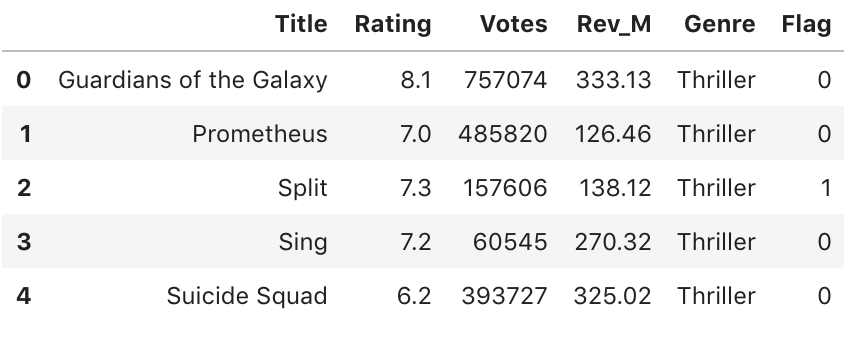 Title Rating Votes Rev_M Genre Flag
0 Guardians of the Galaxy 8.1 757074 333.13 Thriller 0
1 Prometheus 7.0 485820 126.46 Thriller 0
2 Split 7.3 157606 138.12 Thriller 1
3 Sing 7.2 60545 270.32 Thriller 0
4 Suicide Squad 6.2 393727 325.02 Thriller 0